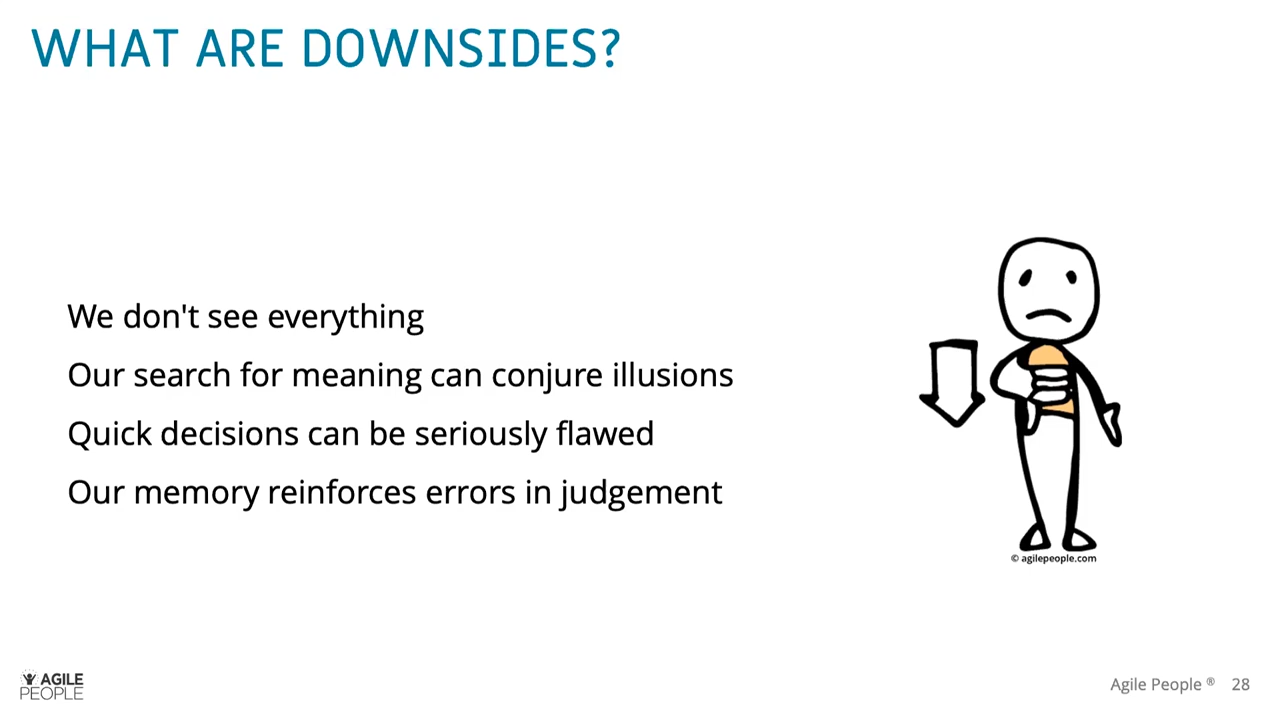 WHAT ARE DOWNSIDES?
We don't see everything
Our search for meaning can conjure illusions
Quick decisions can be seriously flawed
Our memory reinforces errors in judgement
© agilepeople.com
AGILE
PEOPLE
Agile People ® 28